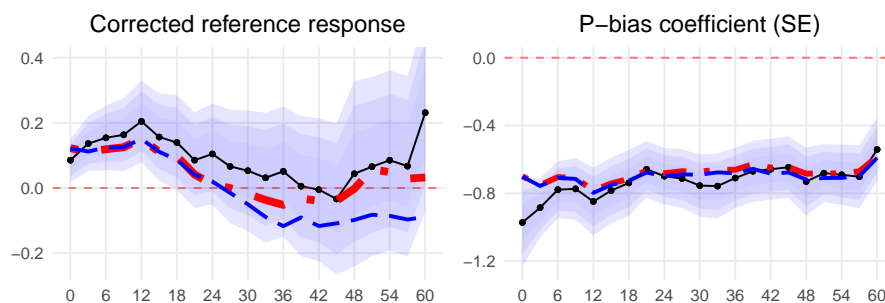 Corrected reference response
P−bias coefficient (SE)
0.4
0.2
0.0
−0.2
0.0
−0.4
−0.8
−1.2
0 6 12 18 24 30 36 42 48 54 60
0 6 12 18 24 30 36 42 48 54 60